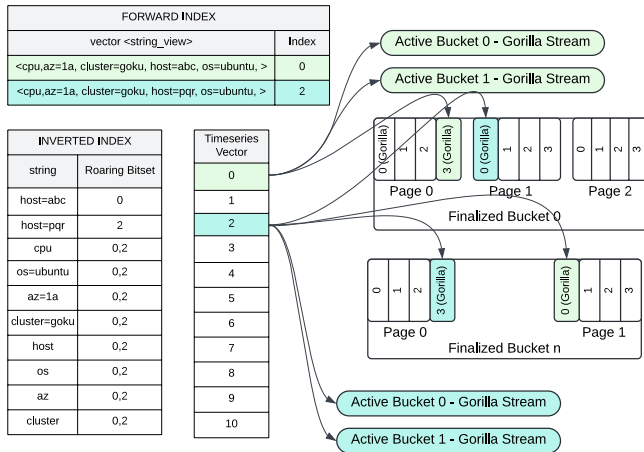 FORWARD INDEX
vector <string_view> Index
<cpu,az=1a, cluster=goku, host=abc, os=ubuntu, > 0
<cpu,az=1a, cluster=goku, host=pqr, os=ubuntu, > 2
Active Bucket 0 - Gorilla Stream
Active Bucket 1 - Gorilla Stream
INVERTED INDEX
string Roaring Bitset
host=abc 0
host=pqr 2
cpu 0,2
os=ubuntu 0,2
az=1a 0,2
cluster=goku 0,2
host 0,2
os 0,2
az 0,2
cluster 0,2
Timeseries
Vector
0
1
2
3
4
5
6
7
8
9
10
0 (Gorilla) 1 2 3 (Gorilla)
Page 0
0 (Gorilla) 1 2 3
Page 1
0 1 2 3
Page 2
Finalized Bucket 0
0 1 2 3 (Gorilla)
Page 0
0 (Gorilla) 1 2 3
Page 1
Finalized Bucket n
Active Bucket 0 - Gorilla Stream
Active Bucket 1 - Gorilla Stream